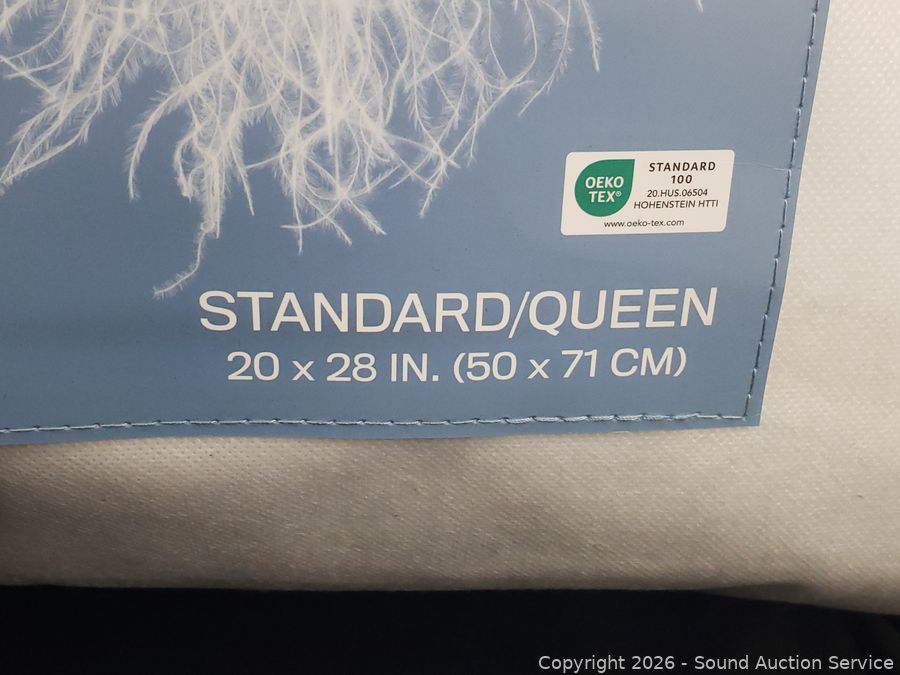 OEKO
TEX®
STANDARD
100
20.HUS.06504
HOHENSTEIN HTTI
www.oeko-tex.com
STANDARD/QUEEN
20 x 28 IN. (50 x 71 CM)
Copyright 2026 - Sound Auction Service